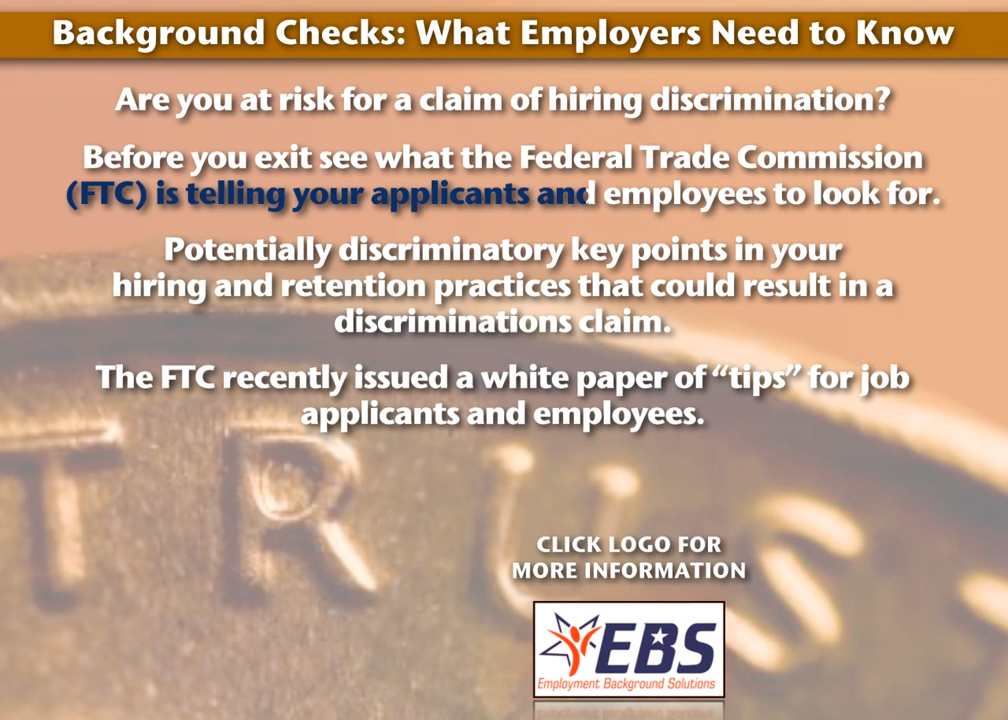 Background Checks: What Employers Need to Know
Are you at risk for a claim of hiring discrimination?
Before you exit see what the Federal Trade Commission
(FTC) is telling your applicants and employees to look for.
Potentially discriminatory key points in your
hiring and retention practices that could result in a
discriminations claim.
The FTC recently issued a white paper of “tips” for job
applicants and employees.
TRUS
CLICK LOGO FOR
MORE INFORMATION
EBS
Employment Background Solutions